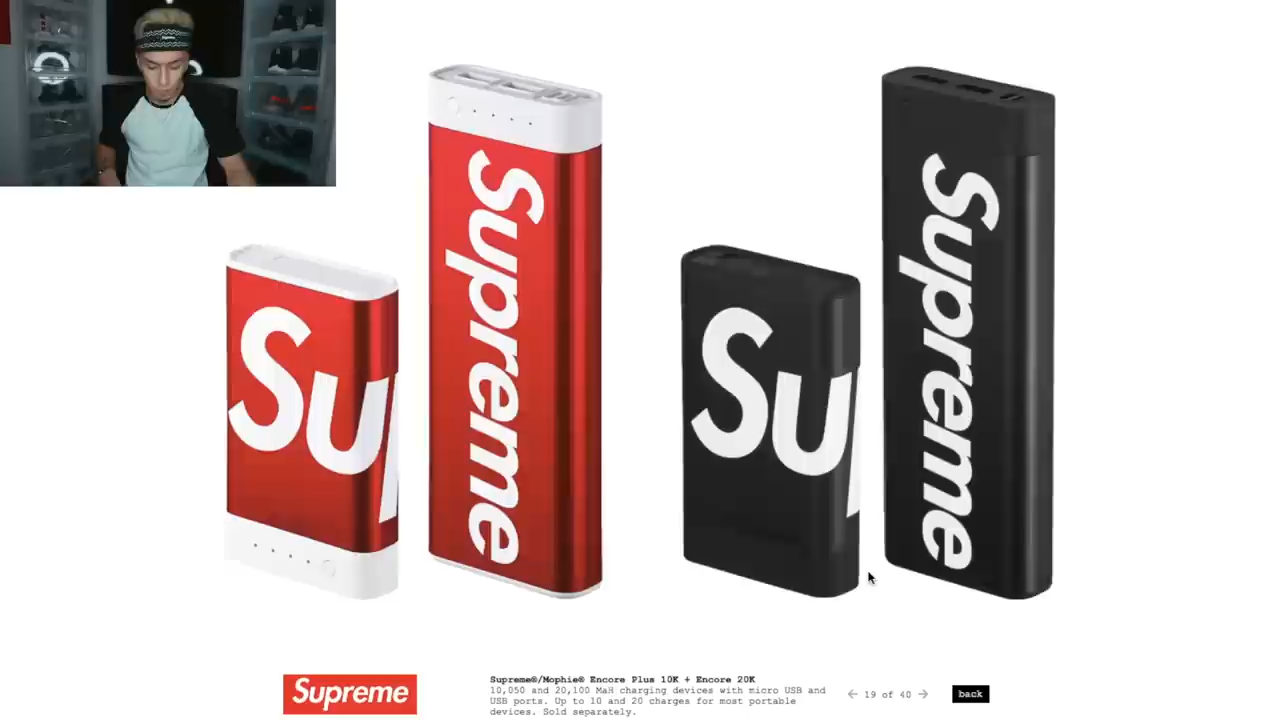 Supreme
Supreme
Su
Su
Supreme
Supreme®/Mophie® Encore Plus 10K + Encore 20K
10,050 and 20,100 MaH charging devices with micro USB and
USB ports. Up to 10 and 20 charges for most portable
devices. Sold separately.
19 of 40
back